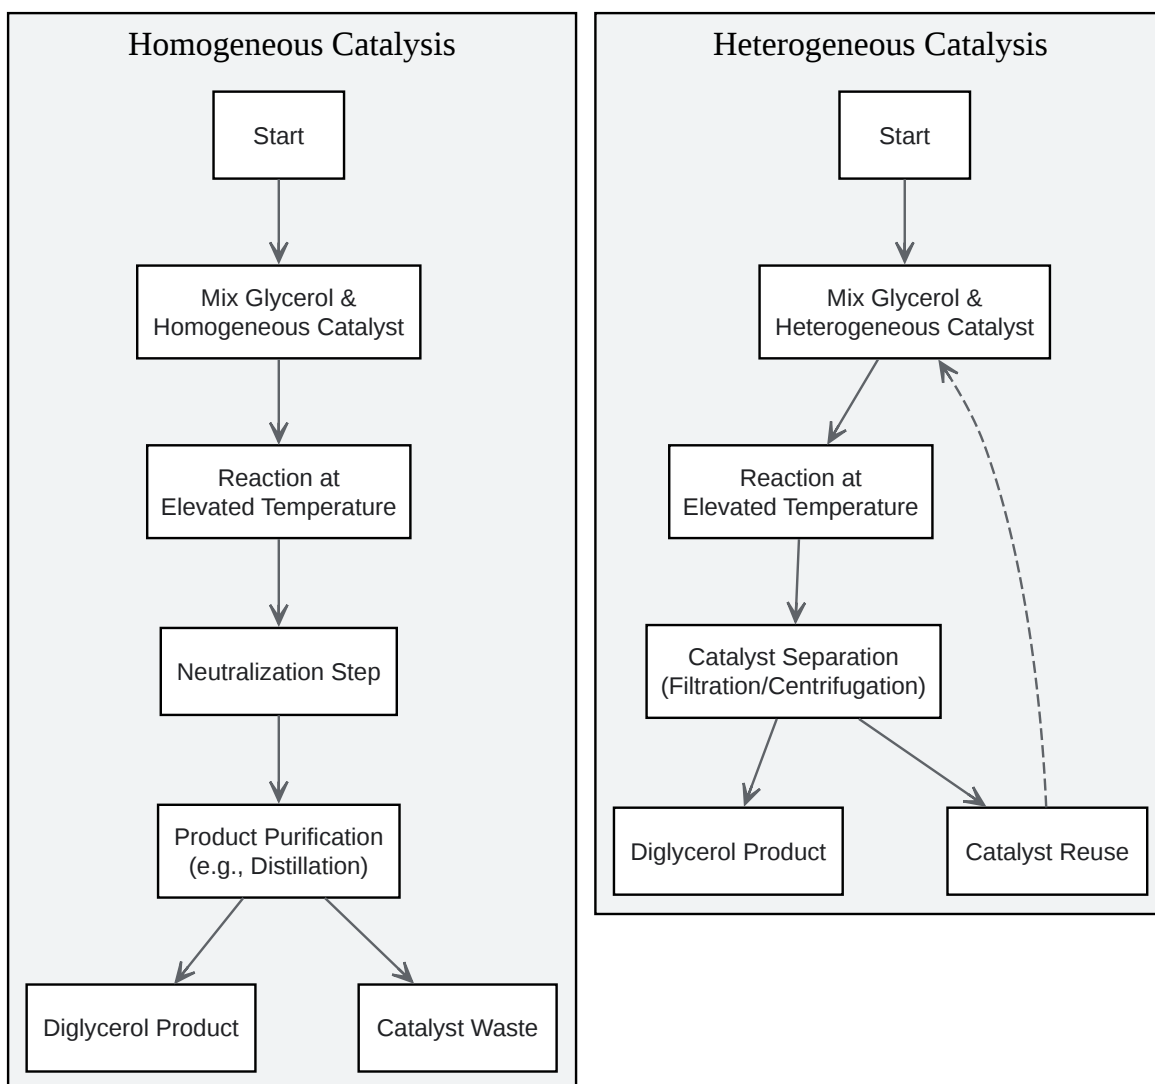 Homogeneous Catalysis
Start
Mix Glycerol &
Homogeneous Catalyst
Reaction at
Elevated Temperature
Neutralization Step
Product Purification
(e.g., Distillation)
Diglycerol Product
Catalyst Waste
Heterogeneous Catalysis
Start
Mix Glycerol &
Heterogeneous Catalyst
Reaction at
Elevated Temperature
Catalyst Separation
(Filtration/Centrifugation)
Diglycerol Product
Catalyst Reuse